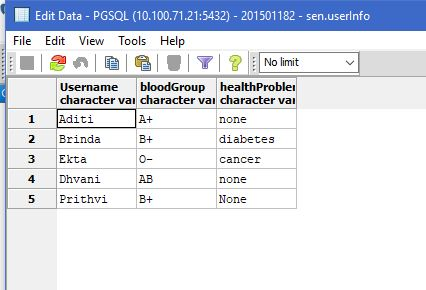 Edit Data - PGSQL (10.100.71.21:5432) - 201501182 - sen.userInfo
File Edit View Tools Help
No limit
Username bloodGroup healthProblem
character var character var character var
1 Aditi A+ none
2 Brinda B+ diabetes
3 Ekta O- cancer
4 Dhvani AB none
5 Prithvi B+ None